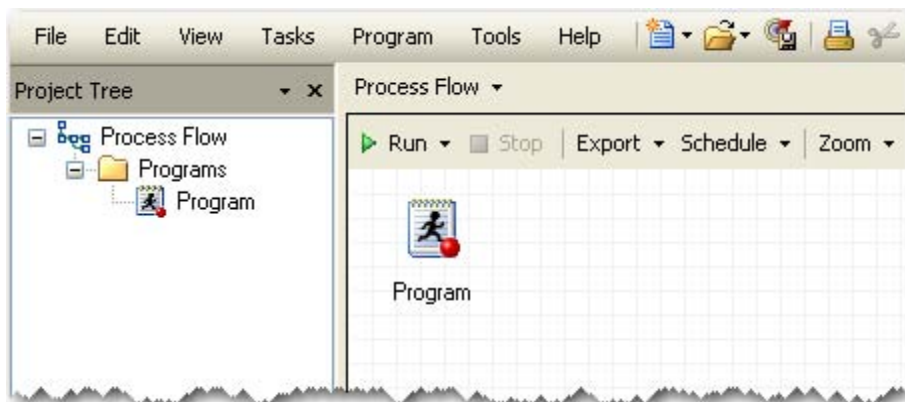 File Edit View Tasks Program Tools Help
Project Tree
Process Flow
Programs
Program
Process Flow
Run Stop Export Schedule Zoom
Program